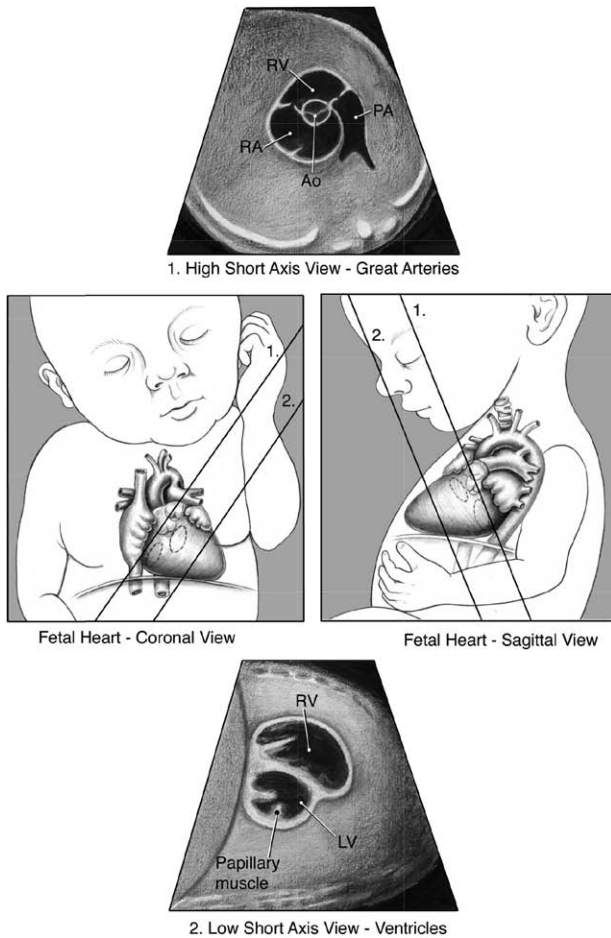 RV
PA
RA
Ao
1. High Short Axis View - Great Arteries
1.
2.
1.
2.
Fetal Heart - Coronal View
Fetal Heart - Sagittal View
RV
LV
Papillary
muscle
2. Low Short Axis View - Ventricles